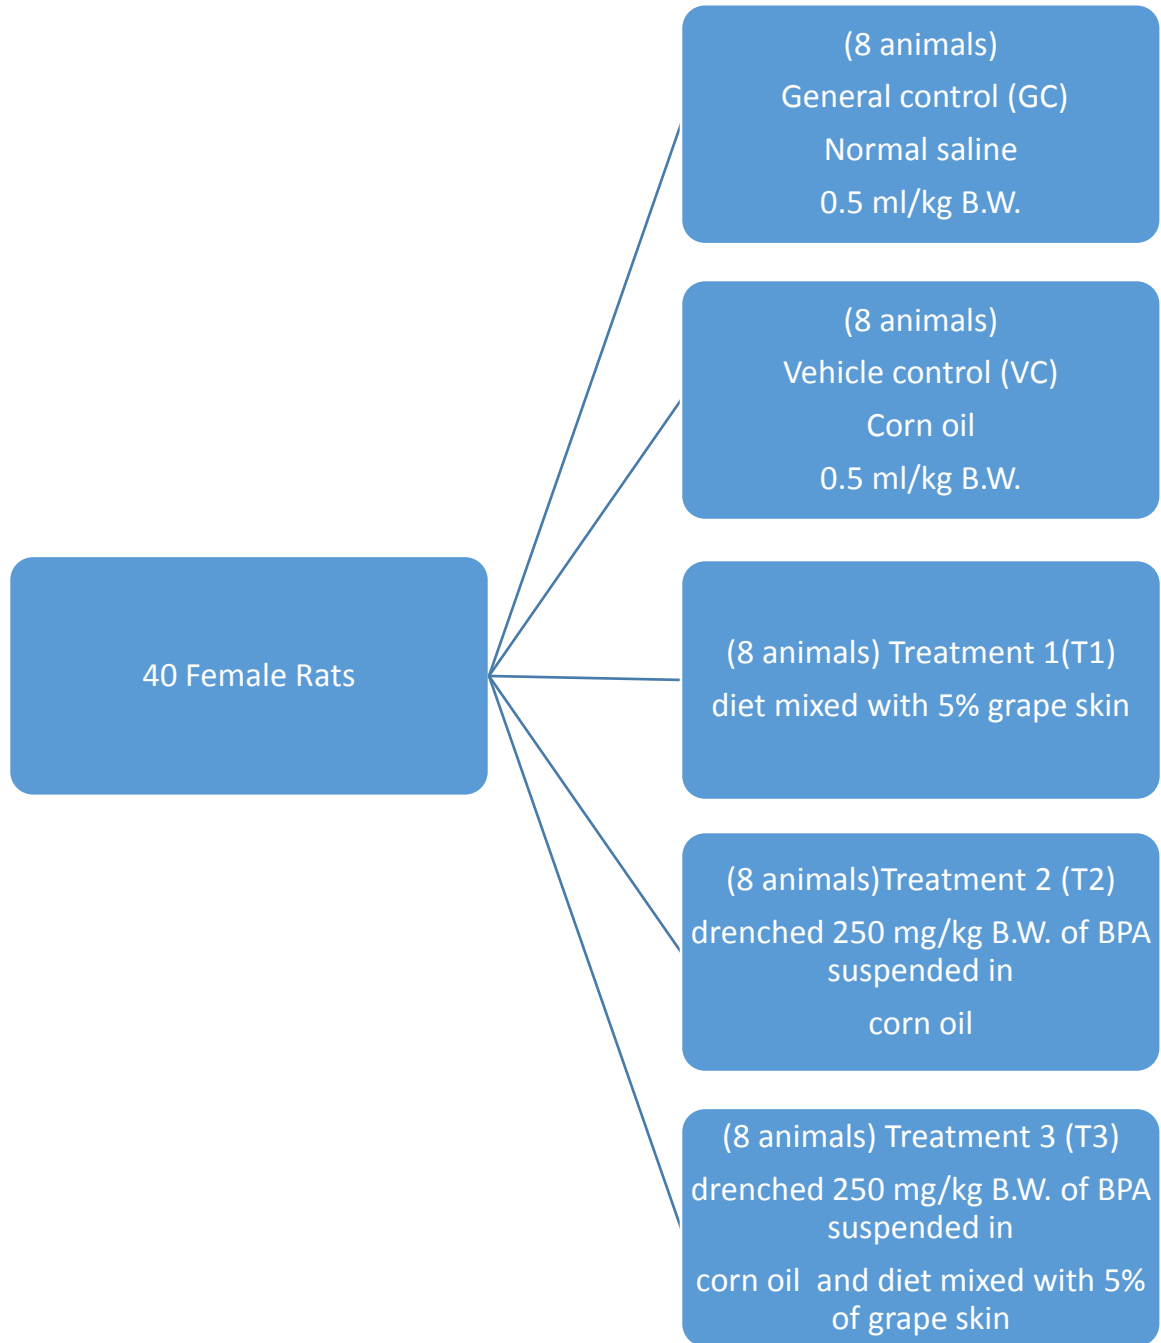 40 Female Rats
(8 animals)
General control (GC)
Normal saline
0.5 ml/kg B.W.
(8 animals)
Vehicle control (VC)
Corn oil
0.5 ml/kg B.W.
(8 animals) Treatment 1(T1)
diet mixed with 5% grape skin
(8 animals)Treatment 2 (T2)
drenched 250 mg/kg B.W. of BPA
suspended in
corn oil
(8 animals) Treatment 3 (T3)
drenched 250 mg/kg B.W. of BPA
suspended in
corn oil  and diet mixed with 5%
of grape skin